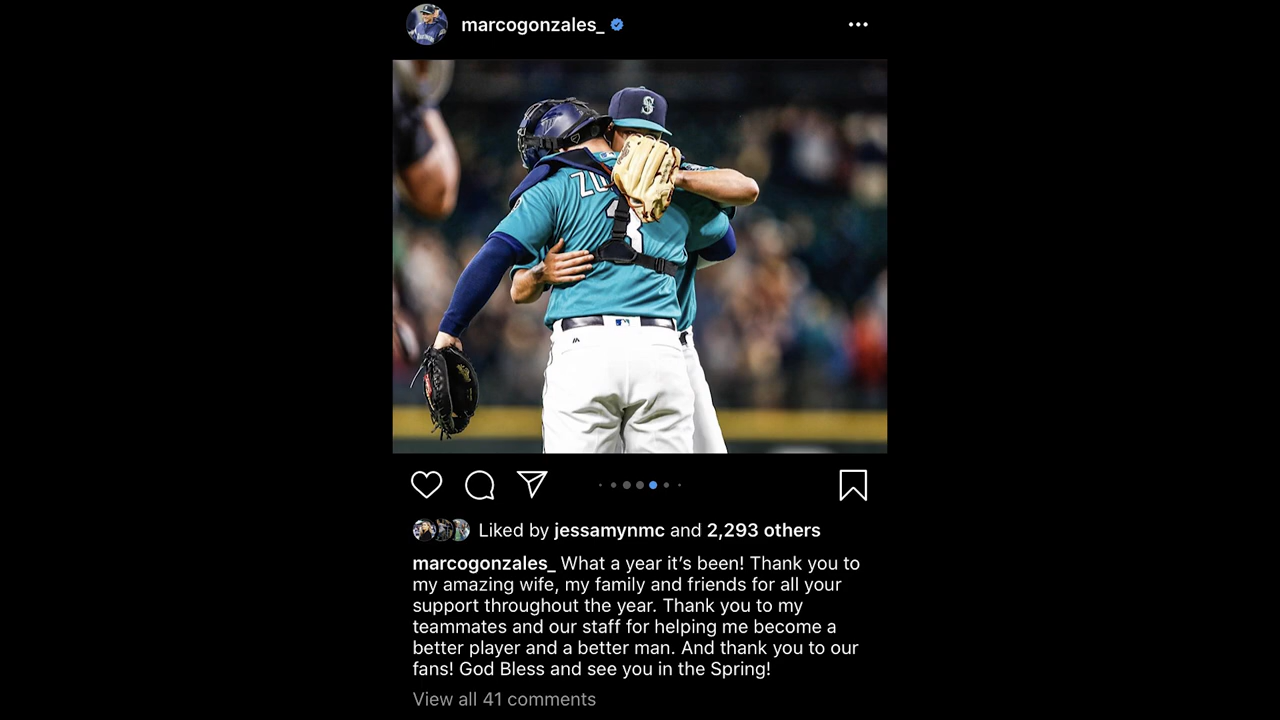 marcogonzales_
S
ZU
3
Liked by jessamynmc and 2,293 others
marcogonzales_ What a year it’s been! Thank you to
my amazing wife, my family and friends for all your
support throughout the year. Thank you to my
teammates and our staff for helping me become a
better player and a better man. And thank you to our
fans! God Bless and see you in the Spring!
View all 41 comments